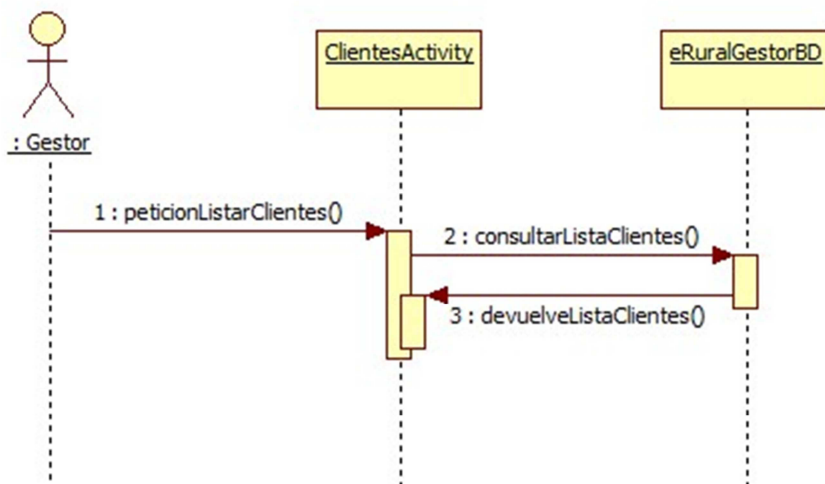 ClientesActivity
eRuralGestorBD
: Gestor
1 : peticionListarClientes()
2 : consultarListaClientes()
3 : devuelveListaClientes()